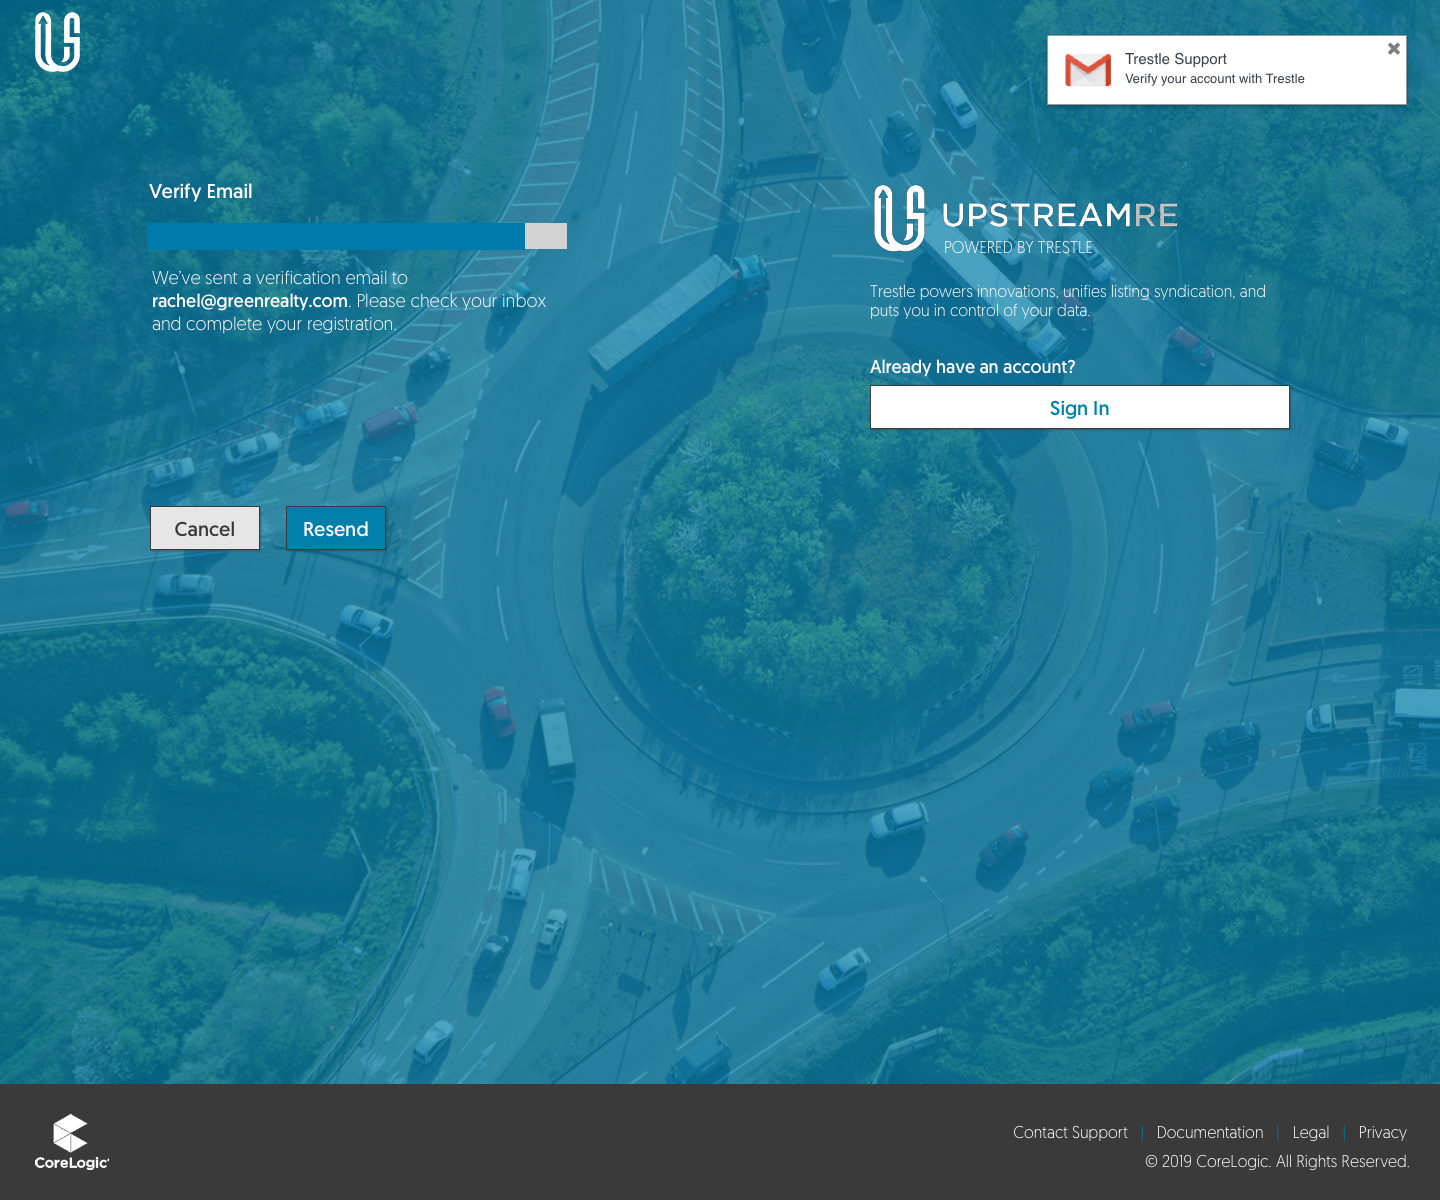 Trestle Support
Verify your account with Trestle
Verify Email
We've sent a verification email to
rachel@greenrealty.com. Please check your inbox
and complete your registration.
Cancel
Resend
UPSTREAMRE
POWERED BY TRESTLE
Trestle powers innovations, unifies listing syndication, and
puts you in control of your data.
Already have an account?
Sign In
CoreLogic
Contact Support | Documentation | Legal | Privacy
© 2019 CoreLogic. All Rights Reserved.